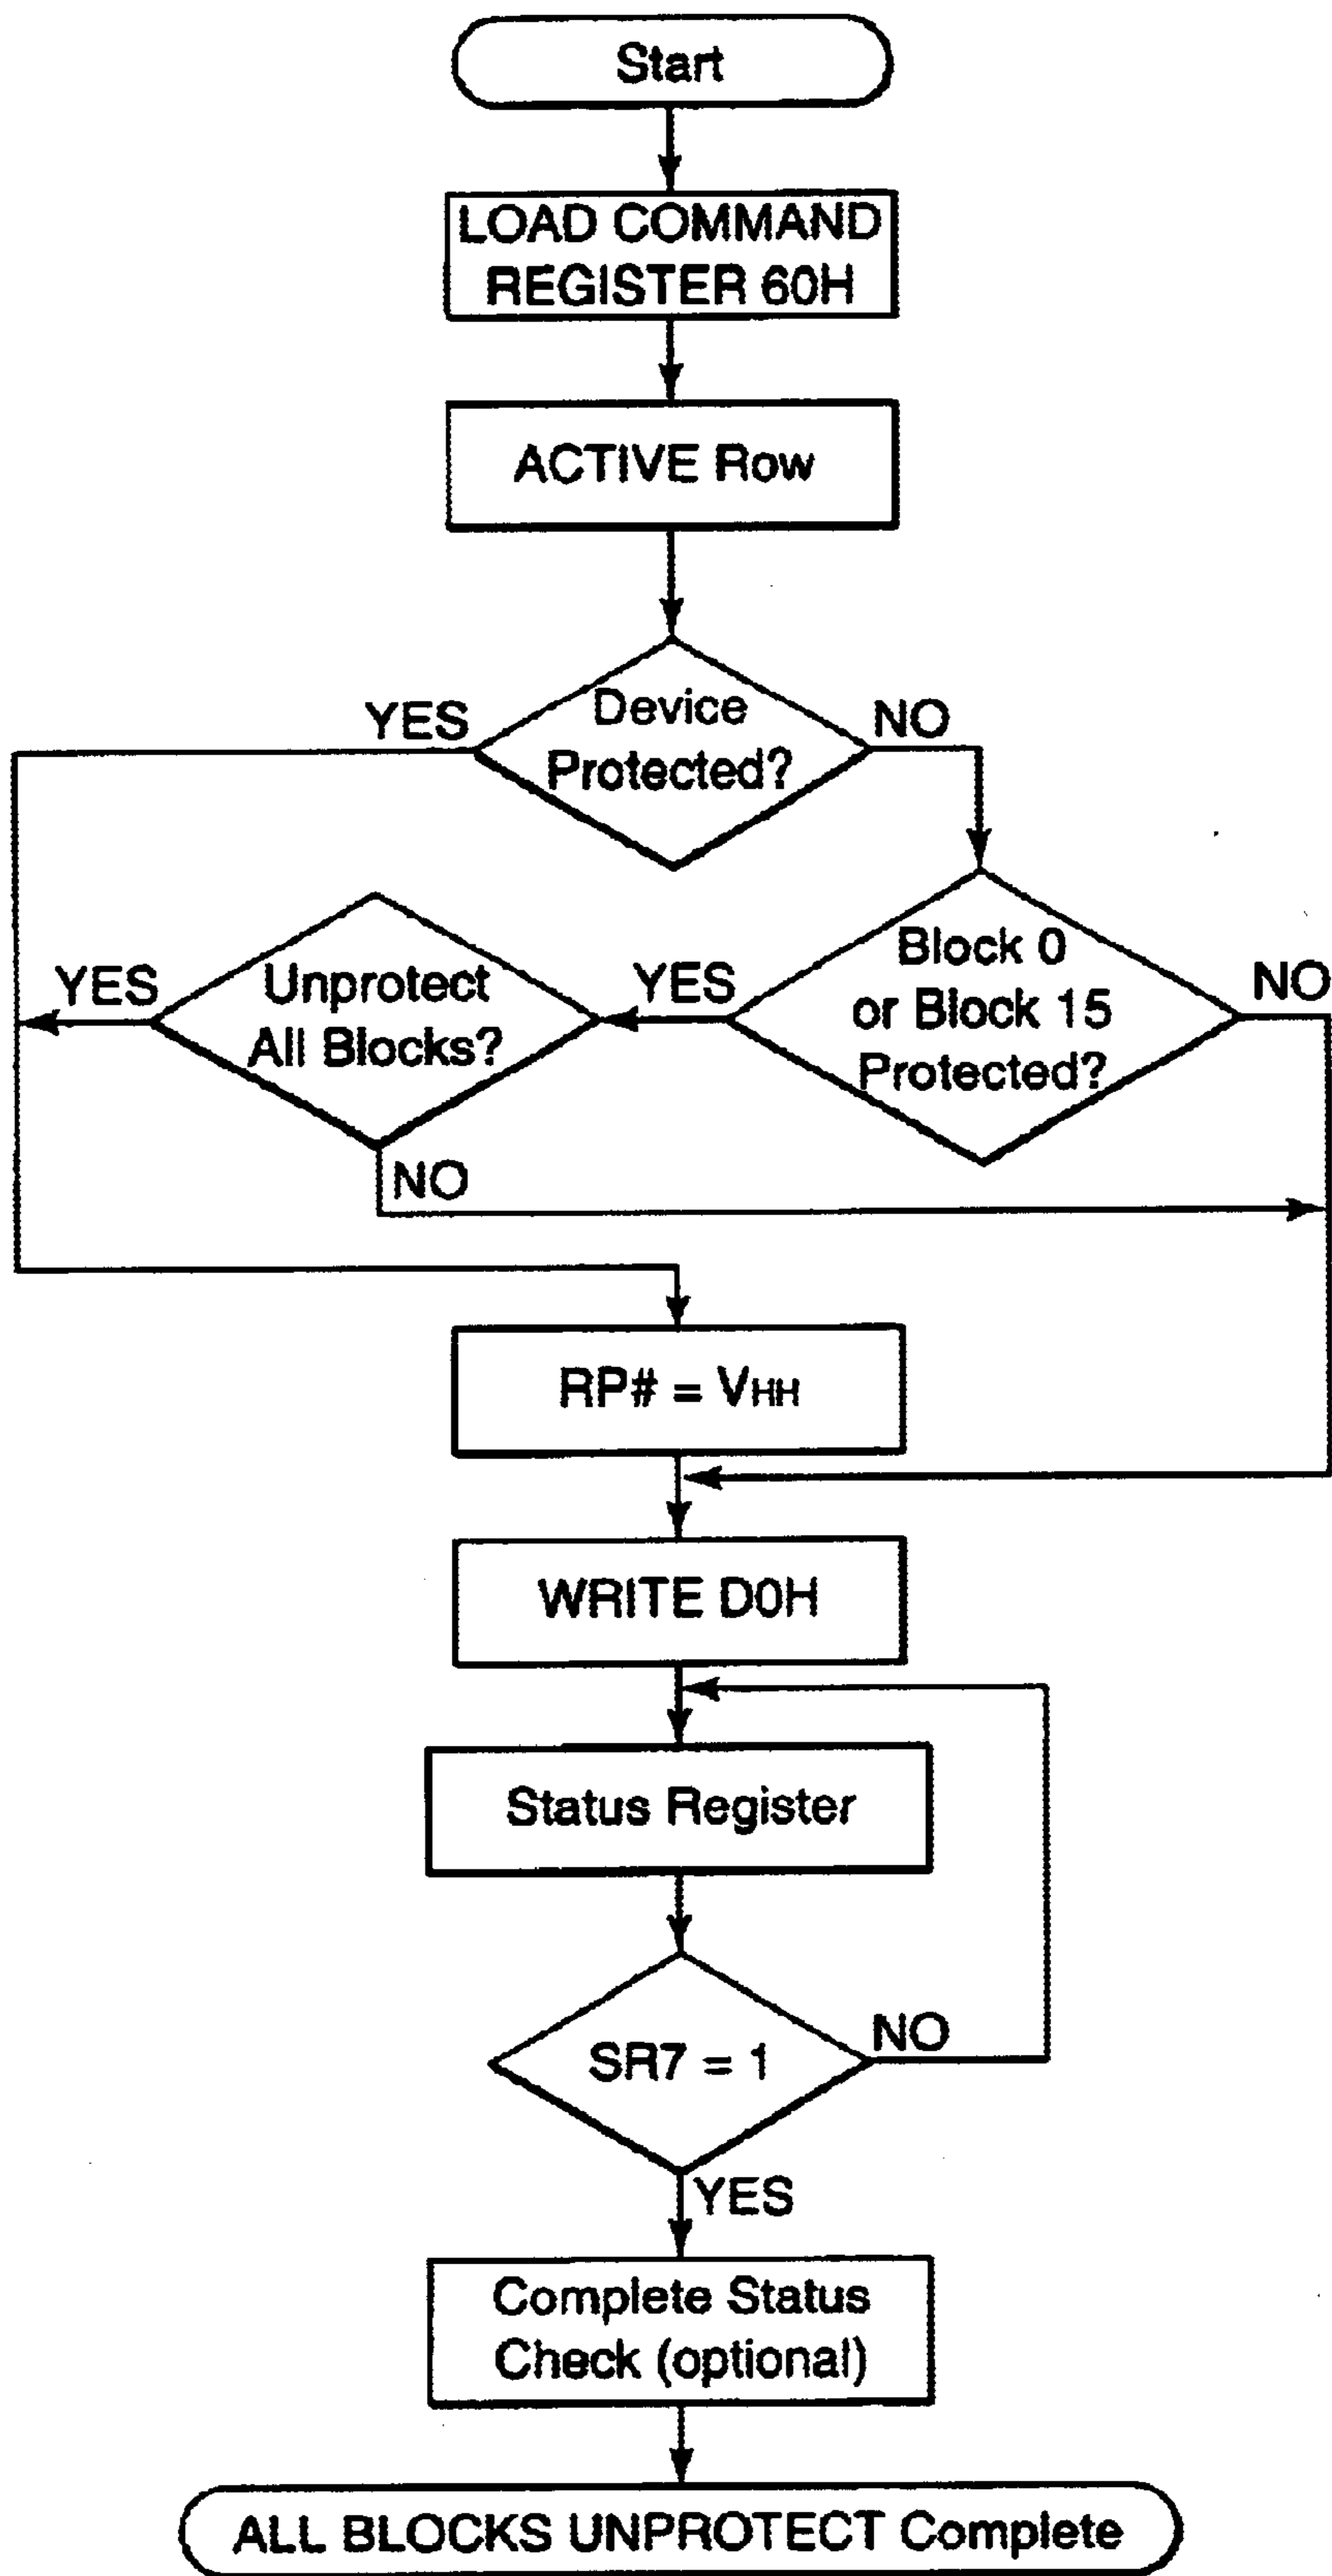 Start
LOAD COMMAND
REGISTER 60H
ACTIVE Row
YES
Device
Protected?
NO
YES
Unprotect
All Blocks?
YES
Block 0
or Block 15
Protected?
NO
NO
RP# = VHH
WRITE D0H
Status Register
SR7 = 1
NO
YES
Complete Status
Check (optional)
ALL BLOCKS UNPROTECT Complete